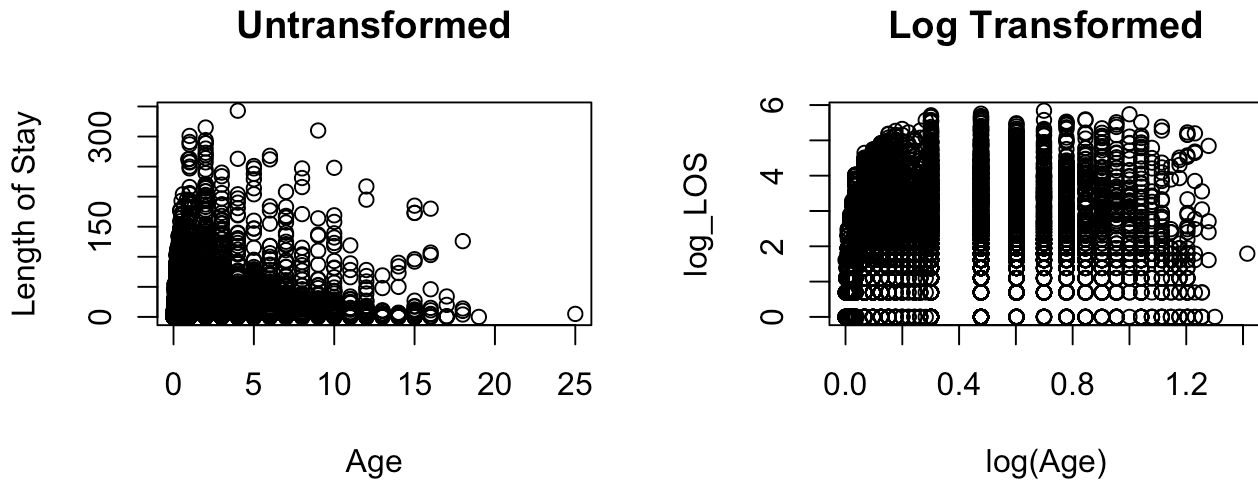 Untransformed
Length of Stay
300
150
0
0 5 10 15 20 25
Age
Log Transformed
log_LOS
6
4
2
0
0.0 0.4 0.8 1.2
log(Age)